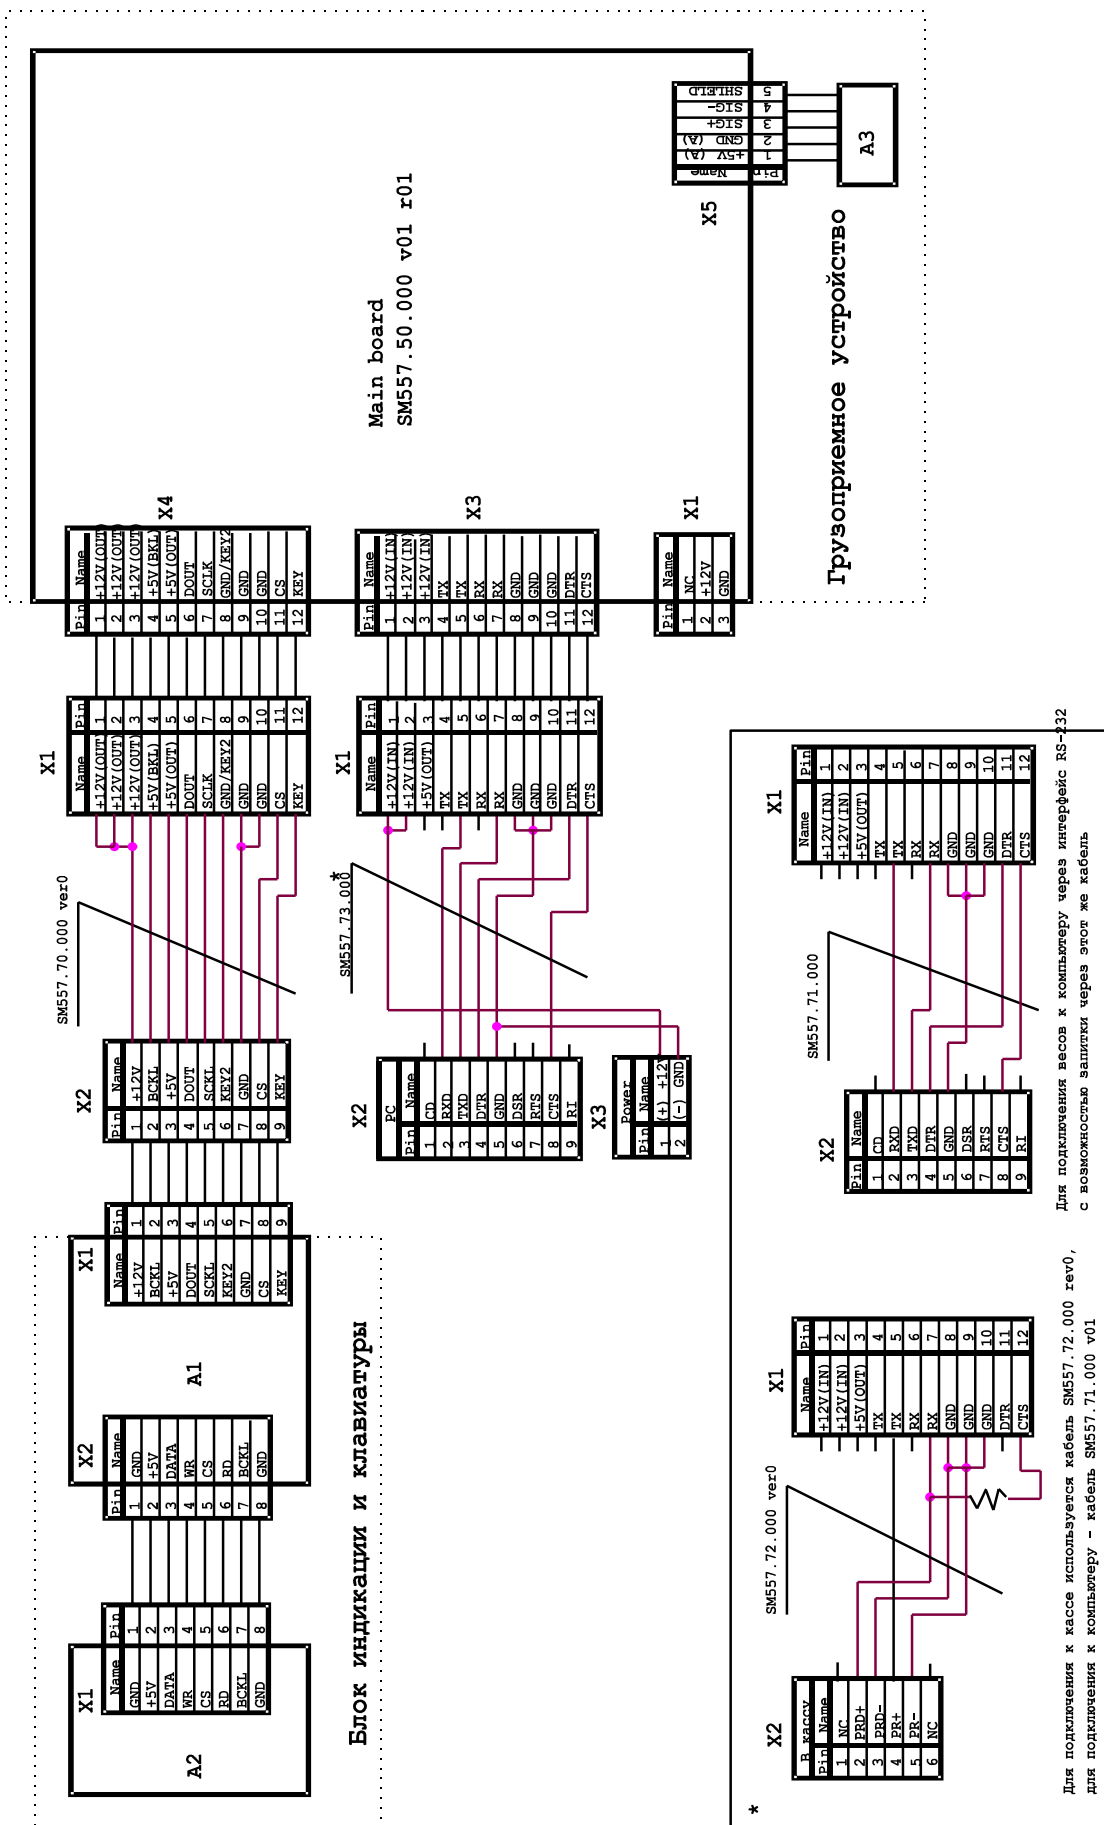 Блок индикации и клавиатуры
A2
X1
Name Pin
GND 1
+5V 2
DATA 3
WR 4
CS 5
RD 6
BCKL 7
GND 8
A1
X2
Pin Name
1 GND
2 +5V
3 DATA
4 WR
5 CS
6 RD
7 BCKL
8 GND
X1
Name Pin
+12V 1
BCKL 2
+5V 3
DOUT 4
SCKL 5
KEY2 6
GND 7
CS 8
KEY 9
X2
Pin Name
1 +12V
2 BCKL
3 +5V
4 DOUT
5 SCKL
6 KEY2
7 GND
8 CS
9 KEY
SM557.70.000 ver0
X1
Name Pin
+12V(OUT) 1
+12V(OUT) 2
+12V(OUT) 3
+5V(BKL) 4
+5V(OUT) 5
DOUT 6
SCLK 7
GND/KEY2 8
GND 9
GND 10
CS 11
KEY 12
X4
Pin Name
1 +12V(OUT)
2 +12V(OUT)
3 +12V(OUT)
4 +5V(BKL)
5 +5V(OUT)
6 DOUT
7 SCLK
8 GND/KEY2
9 GND
10 GND
11 CS
12 KEY
Main board
SM557.50.000 v01 r01
X2
PC
Pin Name
1 CD
2 RXD
3 TXD
4 DTR
5 GND
6 DSR
7 RTS
8 CTS
9 RI
X3
Power
Pin Name
1 (+) +12V
2 (-) GND
SM557.73.000 *
X1
Name Pin
+12V(IN) 1
+12V(IN) 2
+5V(OUT) 3
TX 4
TX 5
RX 6
RX 7
GND 8
GND 9
GND 10
DTR 11
CTS 12
X3
Pin Name
1 +12V(IN)
2 +12V(IN)
3 +12V(IN)
4 TX
5 TX
6 RX
7 RX
8 GND
9 GND
10 GND
11 DTR
12 CTS
X1
Pin Name
1 NC
2 +12V
3 GND
X5
Pin Name
1 +5V (A)
2 GND (A)
3 SIG+
4 SIG-
5 SHLELD
A3
Грузоприемное устройство
*
X2
В кассу
Pin Name
1 NC
2 PRD+
3 PRD-
4 PR+
5 PR-
6 NC
SM557.72.000 ver0
X1
Name Pin
+12V(IN) 1
+12V(IN) 2
+5V(OUT) 3
TX 4
TX 5
RX 6
RX 7
GND 8
GND 9
GND 10
DTR 11
CTS 12
Для подключения к кассе используется кабель SM557.72.000 rev0,
для подключения к компьютеру - кабель SM557.71.000 v01
X2
Pin Name
1 CD
2 RXD
3 TXD
4 DTR
5 GND
6 DSR
7 RTS
8 CTS
9 RI
SM557.71.000
X1
Name Pin
+12V(IN) 1
+12V(IN) 2
+5V(OUT) 3
TX 4
TX 5
RX 6
RX 7
GND 8
GND 9
GND 10
DTR 11
CTS 12
Для подключения весов к компьютеру через интерфейс RS-232
с возможностью запитки через этот же кабель